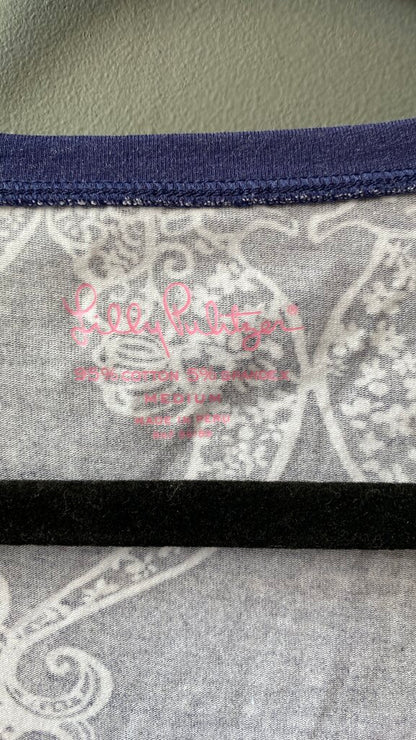 Lilly Pulitzer®
95% COTTON 5% SPANDEX
MEDIUM
MADE IN PERU